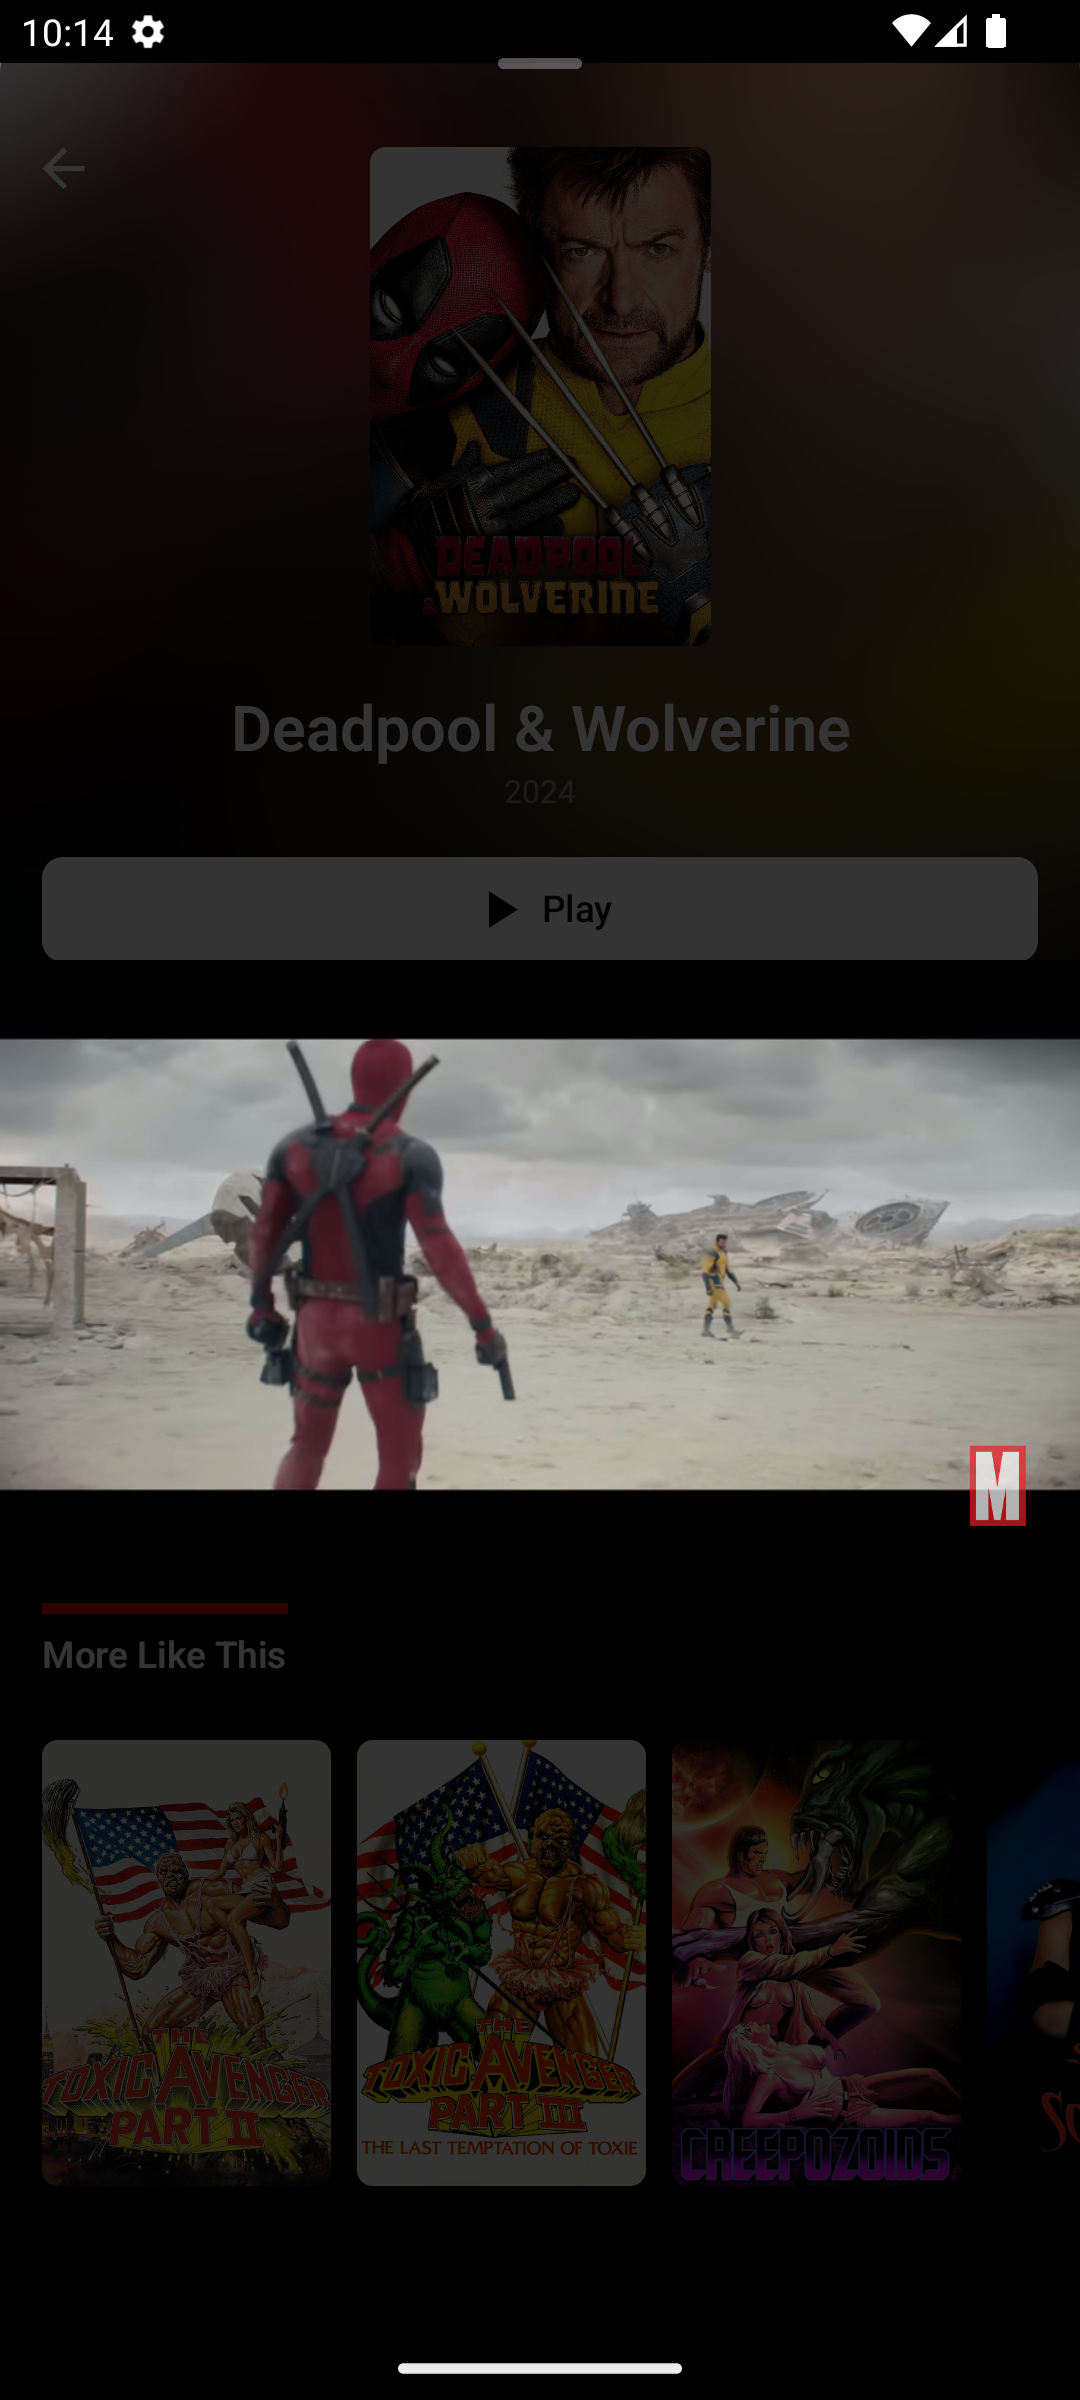 10:14
DEADPOOL
&WOLVERINE
Deadpool & Wolverine
2024
Play
M
More Like This
THE
TOXIC AVENGER
PART II
THE
TOXIC AVENGER
PART III
THE LAST TEMPTATION OF TOXIE
CREEPOZOIDS